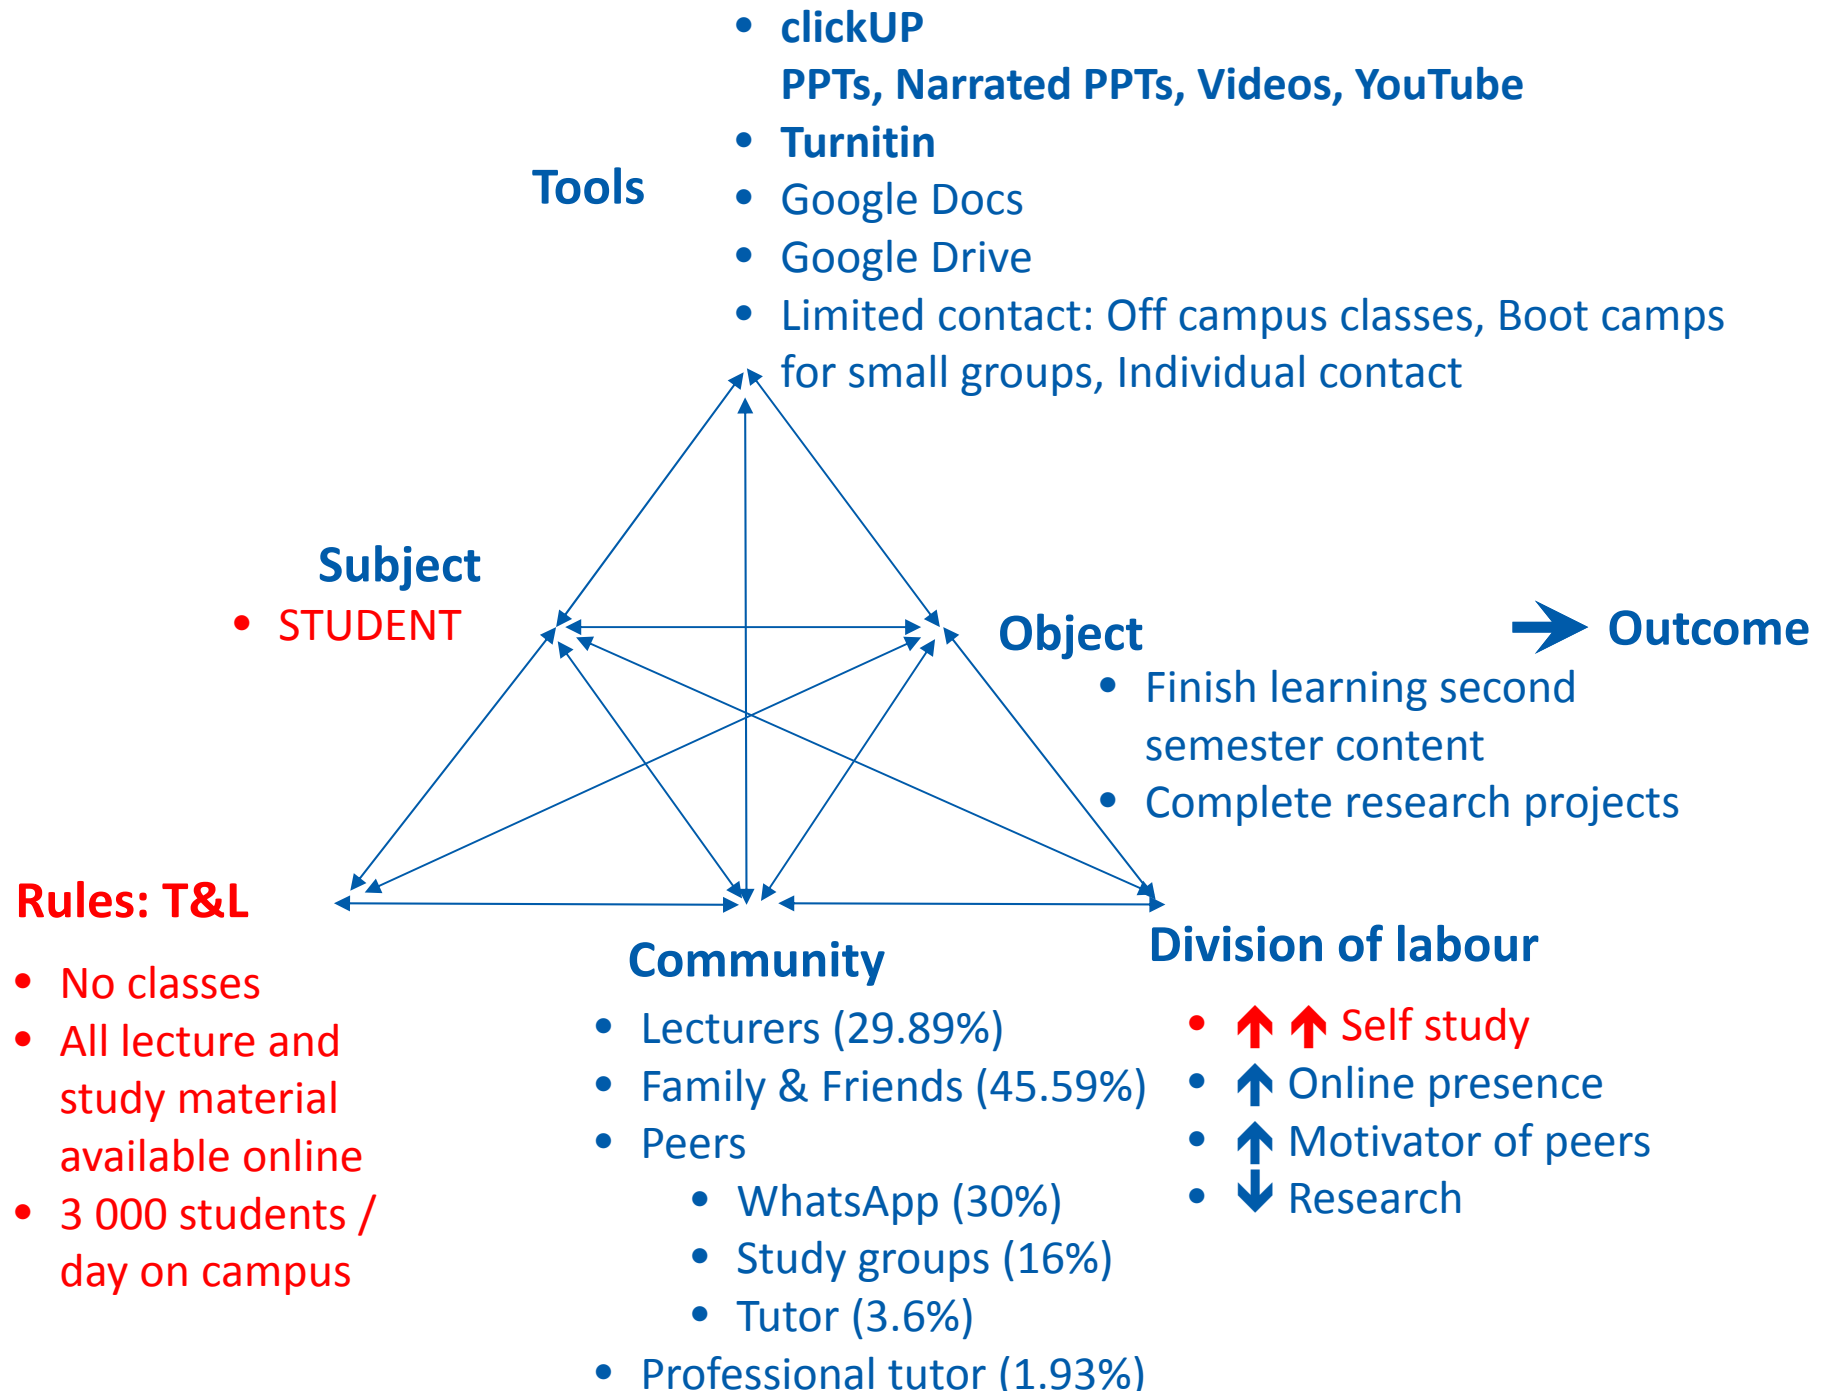 • clickUP
PPTs, Narrated PPTs, Videos, YouTube
• Turnitin
Tools
• Google Docs
• Google Drive
• Limited contact: Off campus classes, Boot camps
for small groups, Individual contact
Subject
• STUDENT
Object
Outcome
• Finish learning second
semester content
• Complete research projects
Rules: T&L
• No classes
• All lecture and
study material
available online
• 3 000 students /
day on campus
Community
• Lecturers (29.89%)
• Family & Friends (45.59%)
• Peers
• WhatsApp (30%)
• Study groups (16%)
• Tutor (3.6%)
• Professional tutor (1.93%)
Division of labour
• ↑ ↑ Self study
• ↑ Online presence
• ↑ Motivator of peers
• ↓ Research